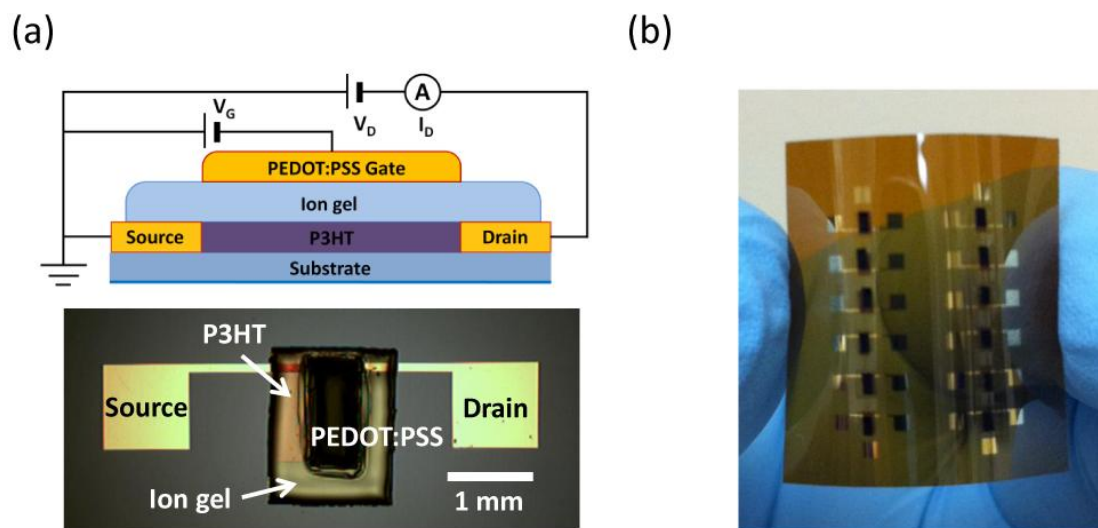 (a)
(b)
V_G
V_D
A
I_D
PEDOT:PSS Gate
Ion gel
Source
P3HT
Drain
Substrate
P3HT
Source
Drain
PEDOT:PSS
Ion gel
1 mm